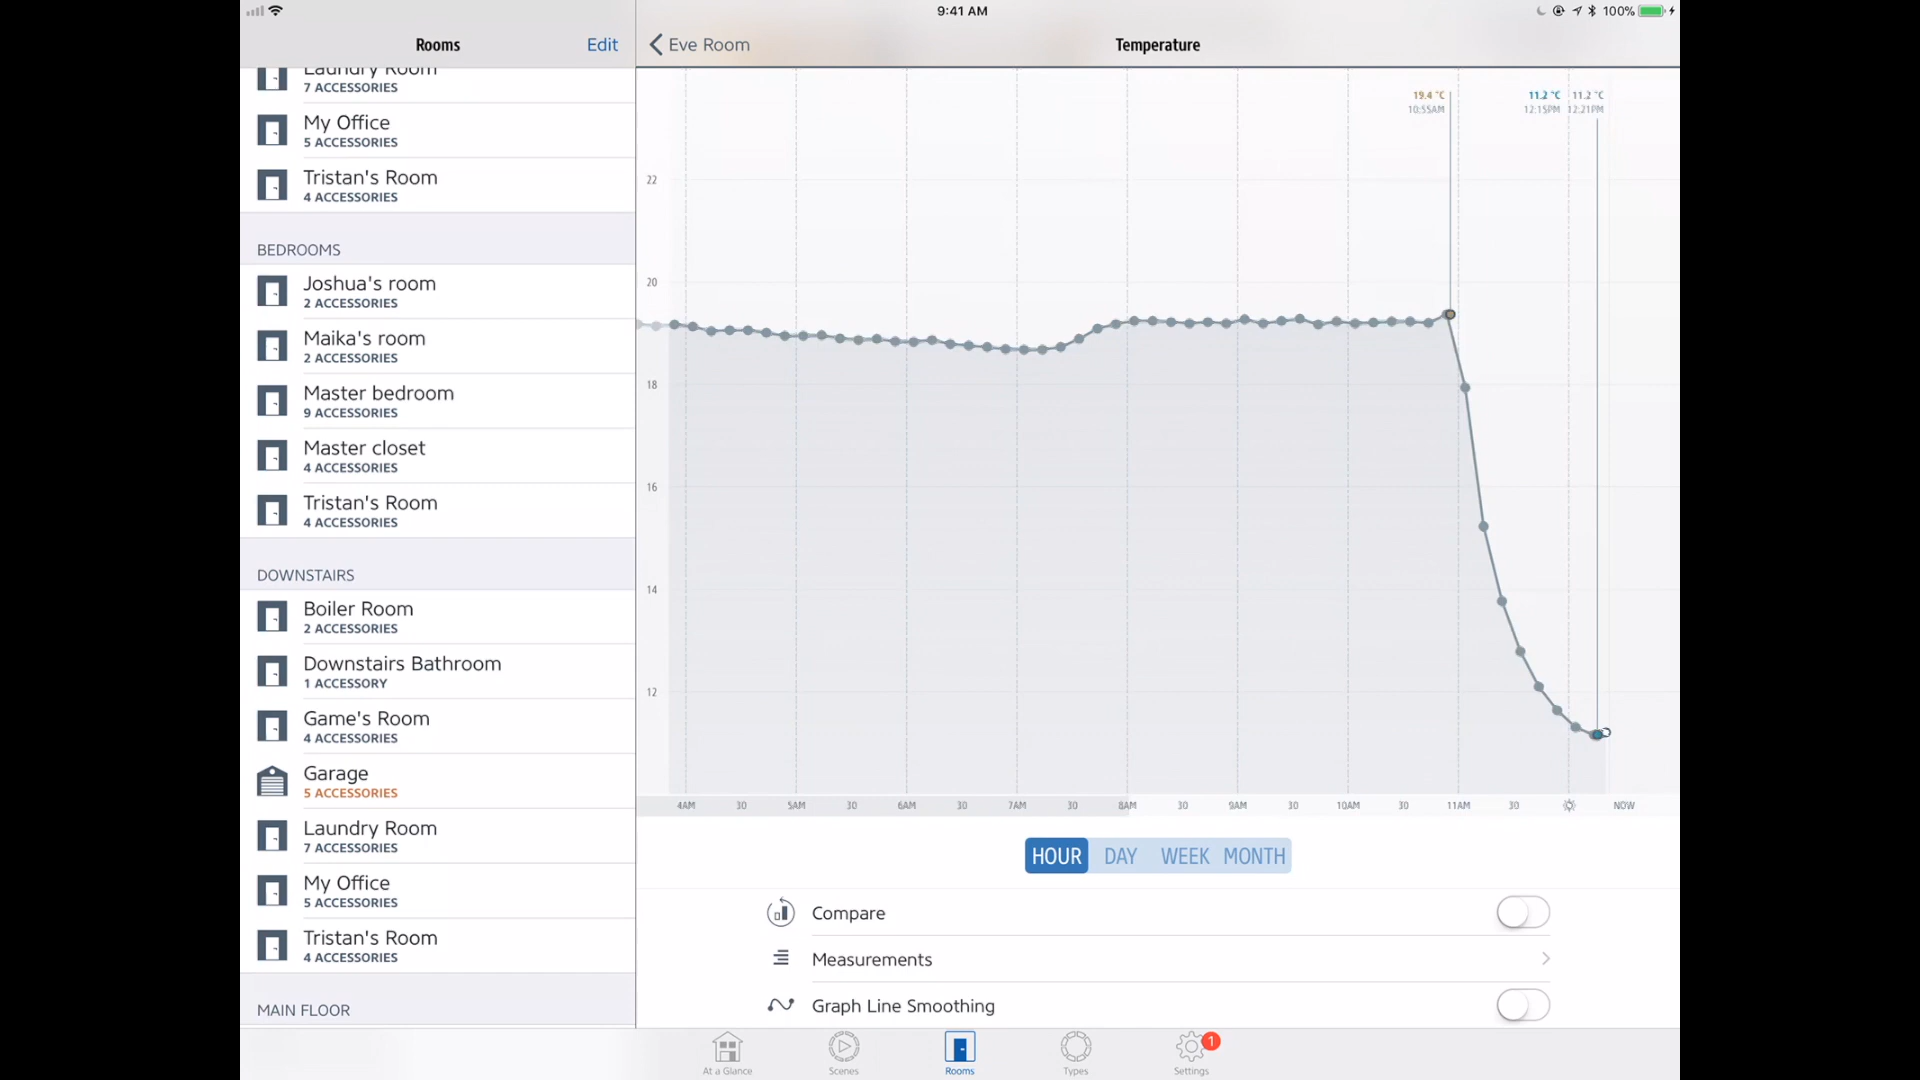 9:41 AM
100%
Rooms
Edit
Eve Room
Temperature
Laundry Room
7 ACCESSORIES
My Office
5 ACCESSORIES
Tristan's Room
4 ACCESSORIES
BEDROOMS
Joshua's room
2 ACCESSORIES
Maika's room
2 ACCESSORIES
Master bedroom
9 ACCESSORIES
Master closet
4 ACCESSORIES
Tristan's Room
4 ACCESSORIES
DOWNSTAIRS
Boiler Room
2 ACCESSORIES
Downstairs Bathroom
1 ACCESSORY
Game's Room
4 ACCESSORIES
Garage
5 ACCESSORIES
Laundry Room
7 ACCESSORIES
My Office
5 ACCESSORIES
Tristan's Room
4 ACCESSORIES
MAIN FLOOR
19.4 °C 11.2 °C 11.2 °C
10:55AM 12:15PM 12:21PM
22
20
18
16
14
12
4AM 30 5AM 30 6AM 30 7AM 30 8AM 30 9AM 30 10AM 30 11AM 30 NOW
HOUR DAY WEEK MONTH
Compare
Measurements
Graph Line Smoothing
At a Glance
Scenes
Rooms
Types
1
Settings